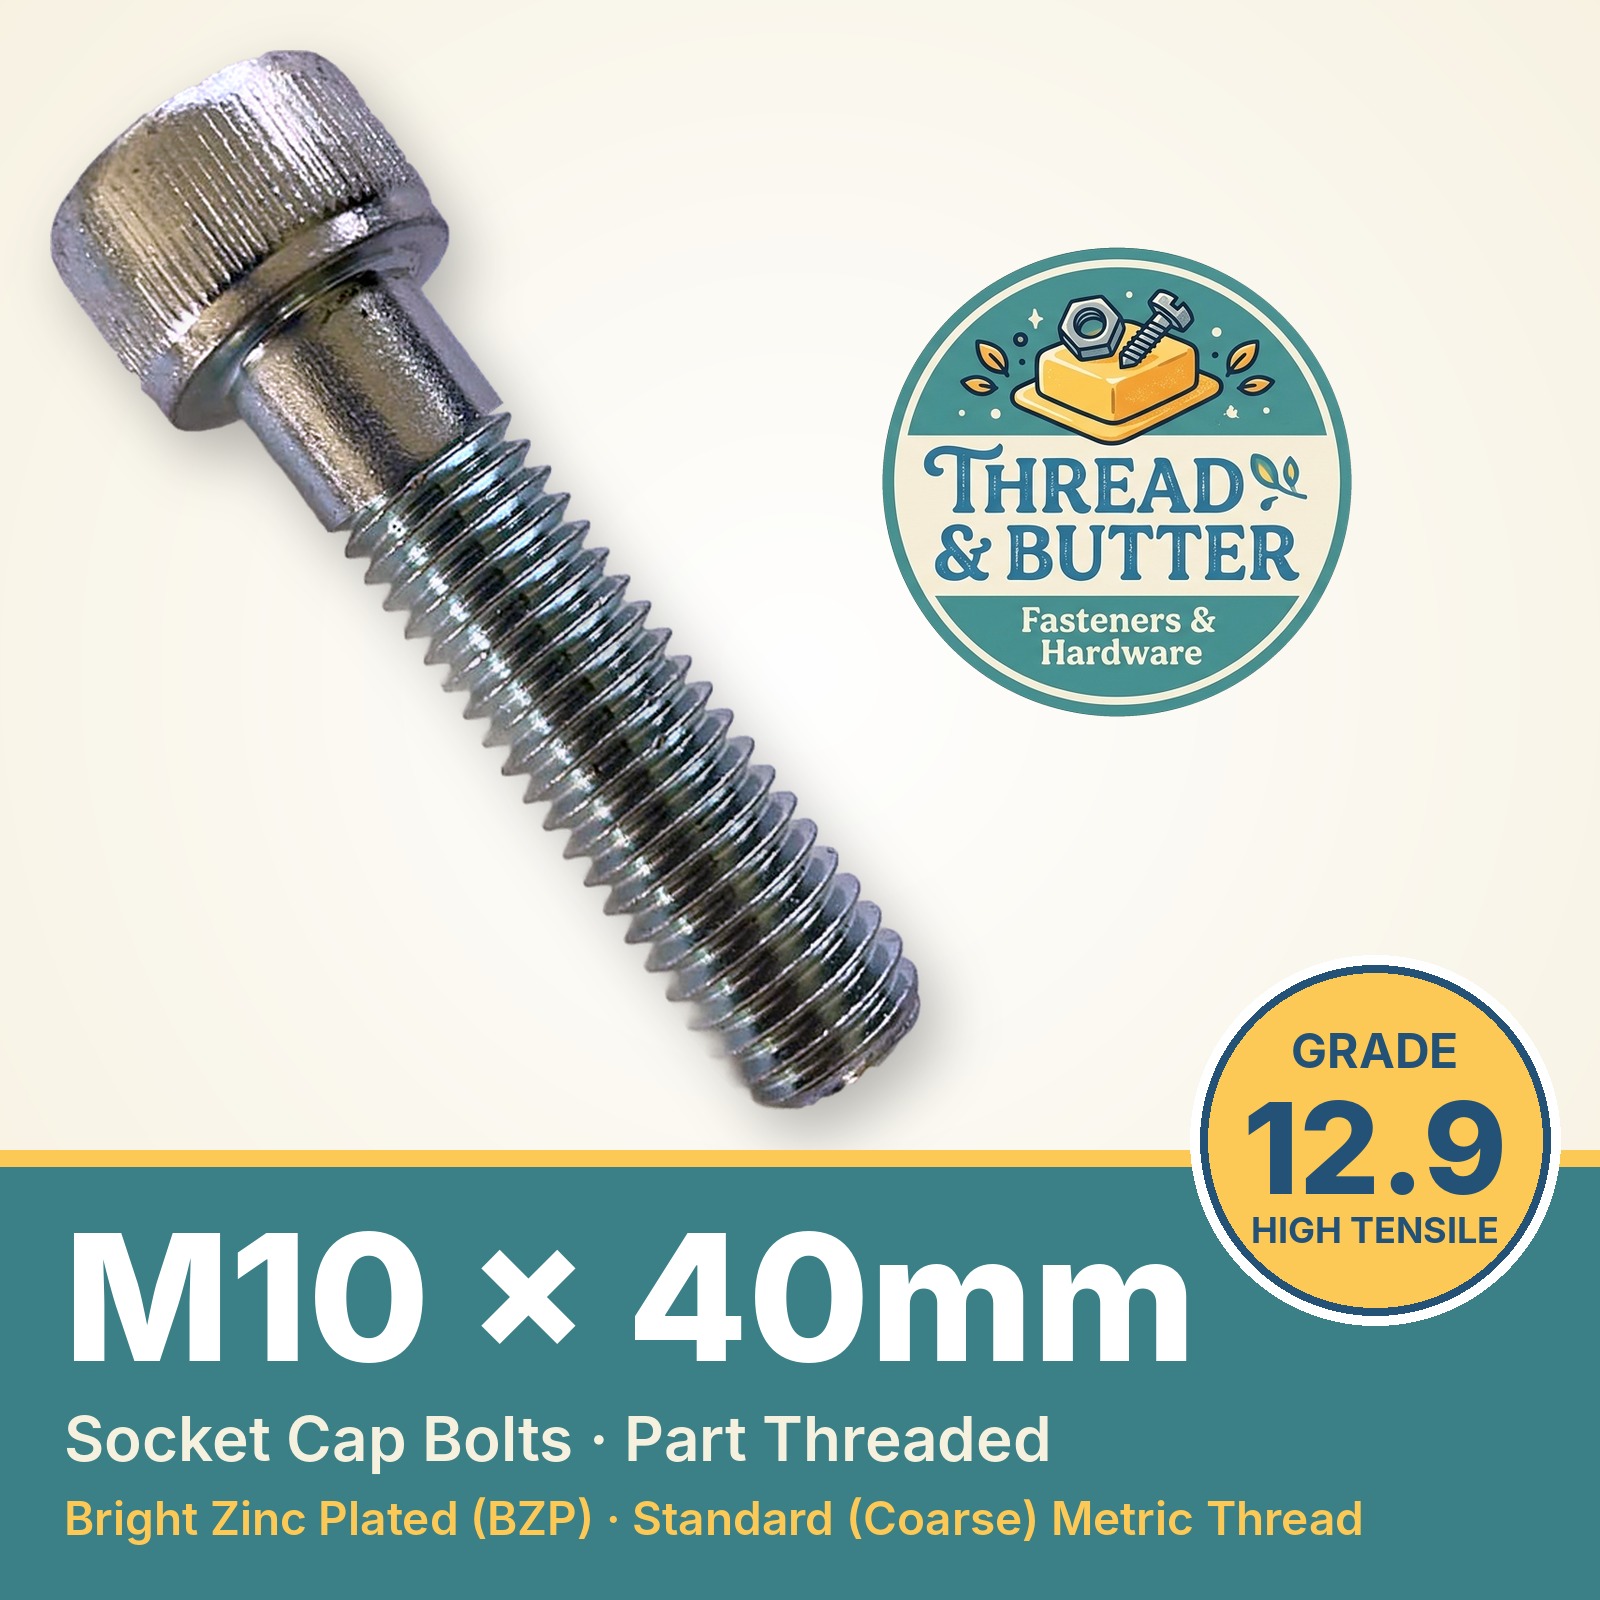 THREAD
& BUTTER
Fasteners &
Hardware
GRADE
12.9
HIGH TENSILE
M10 × 40mm
Socket Cap Bolts · Part Threaded
Bright Zinc Plated (BZP) · Standard (Coarse) Metric Thread